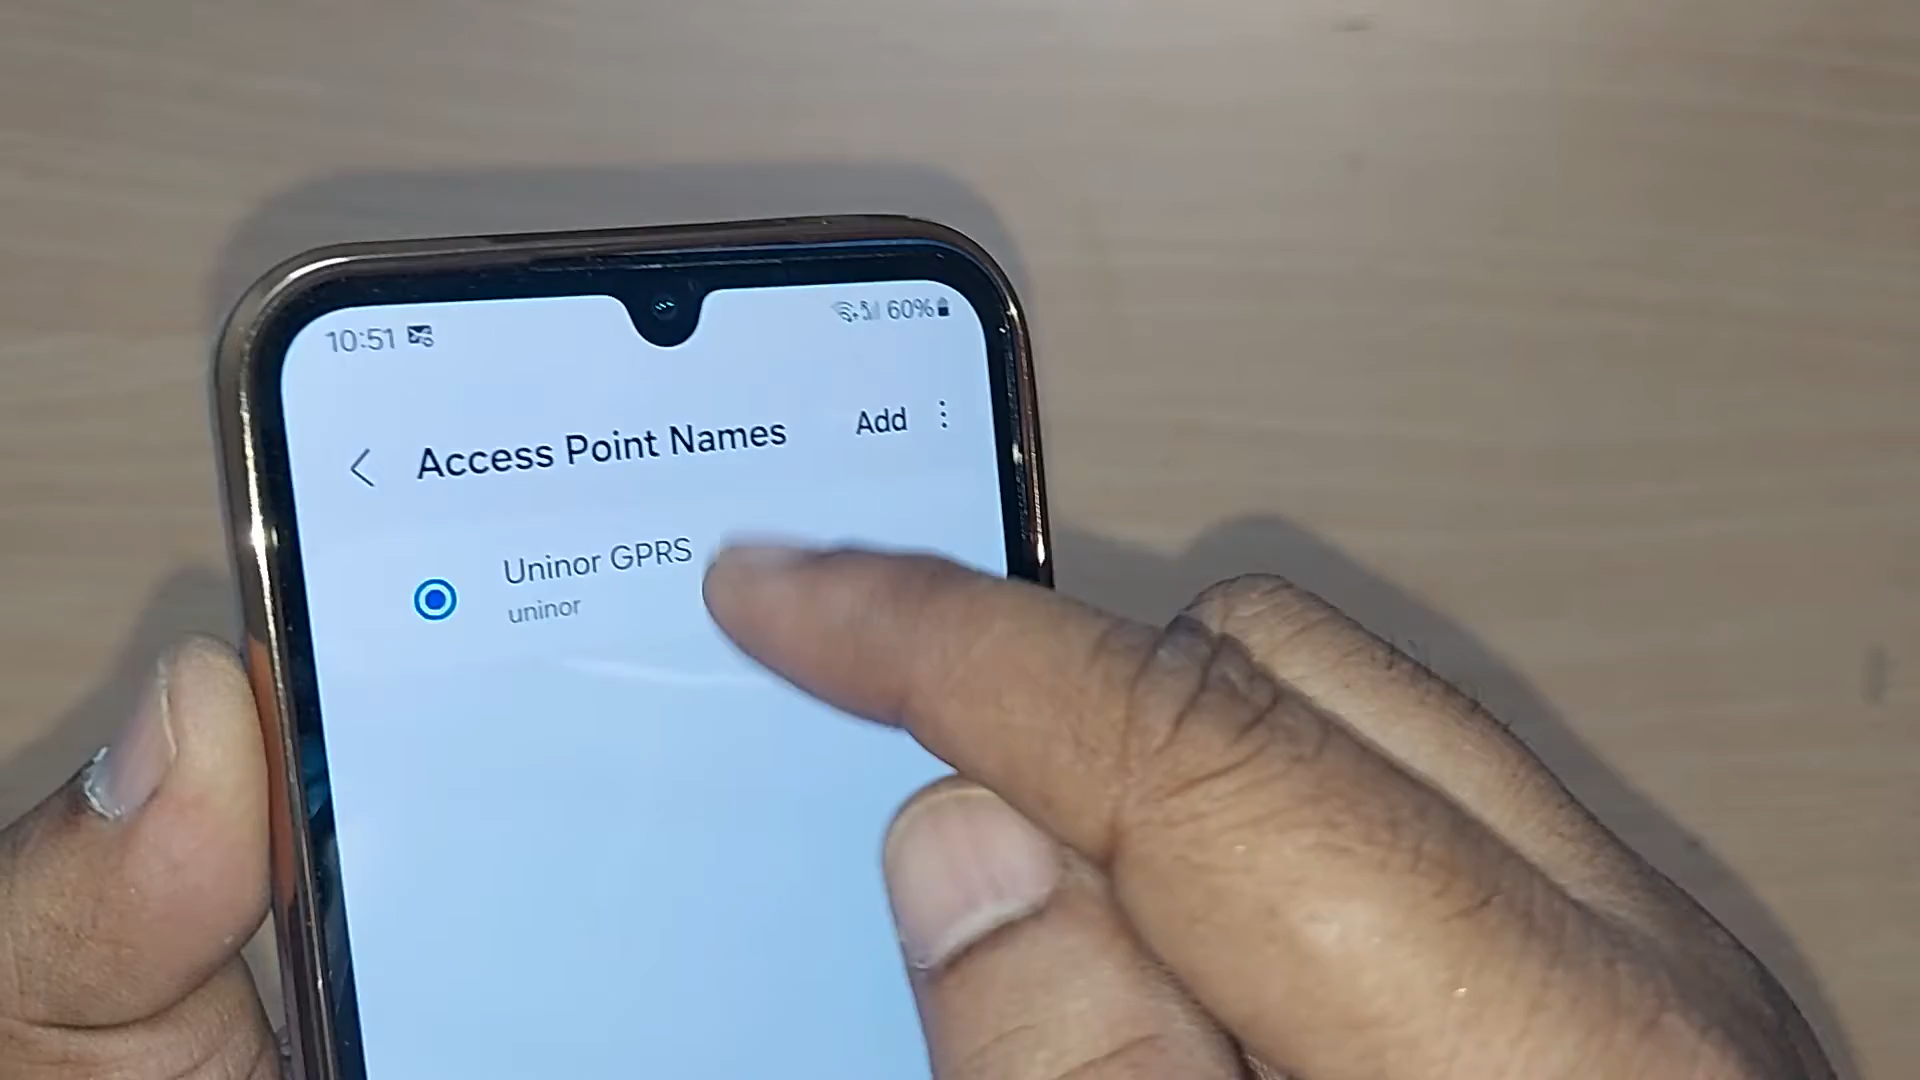 10:51
60%
Access Point Names
Add
Uninor GPRS
uninor